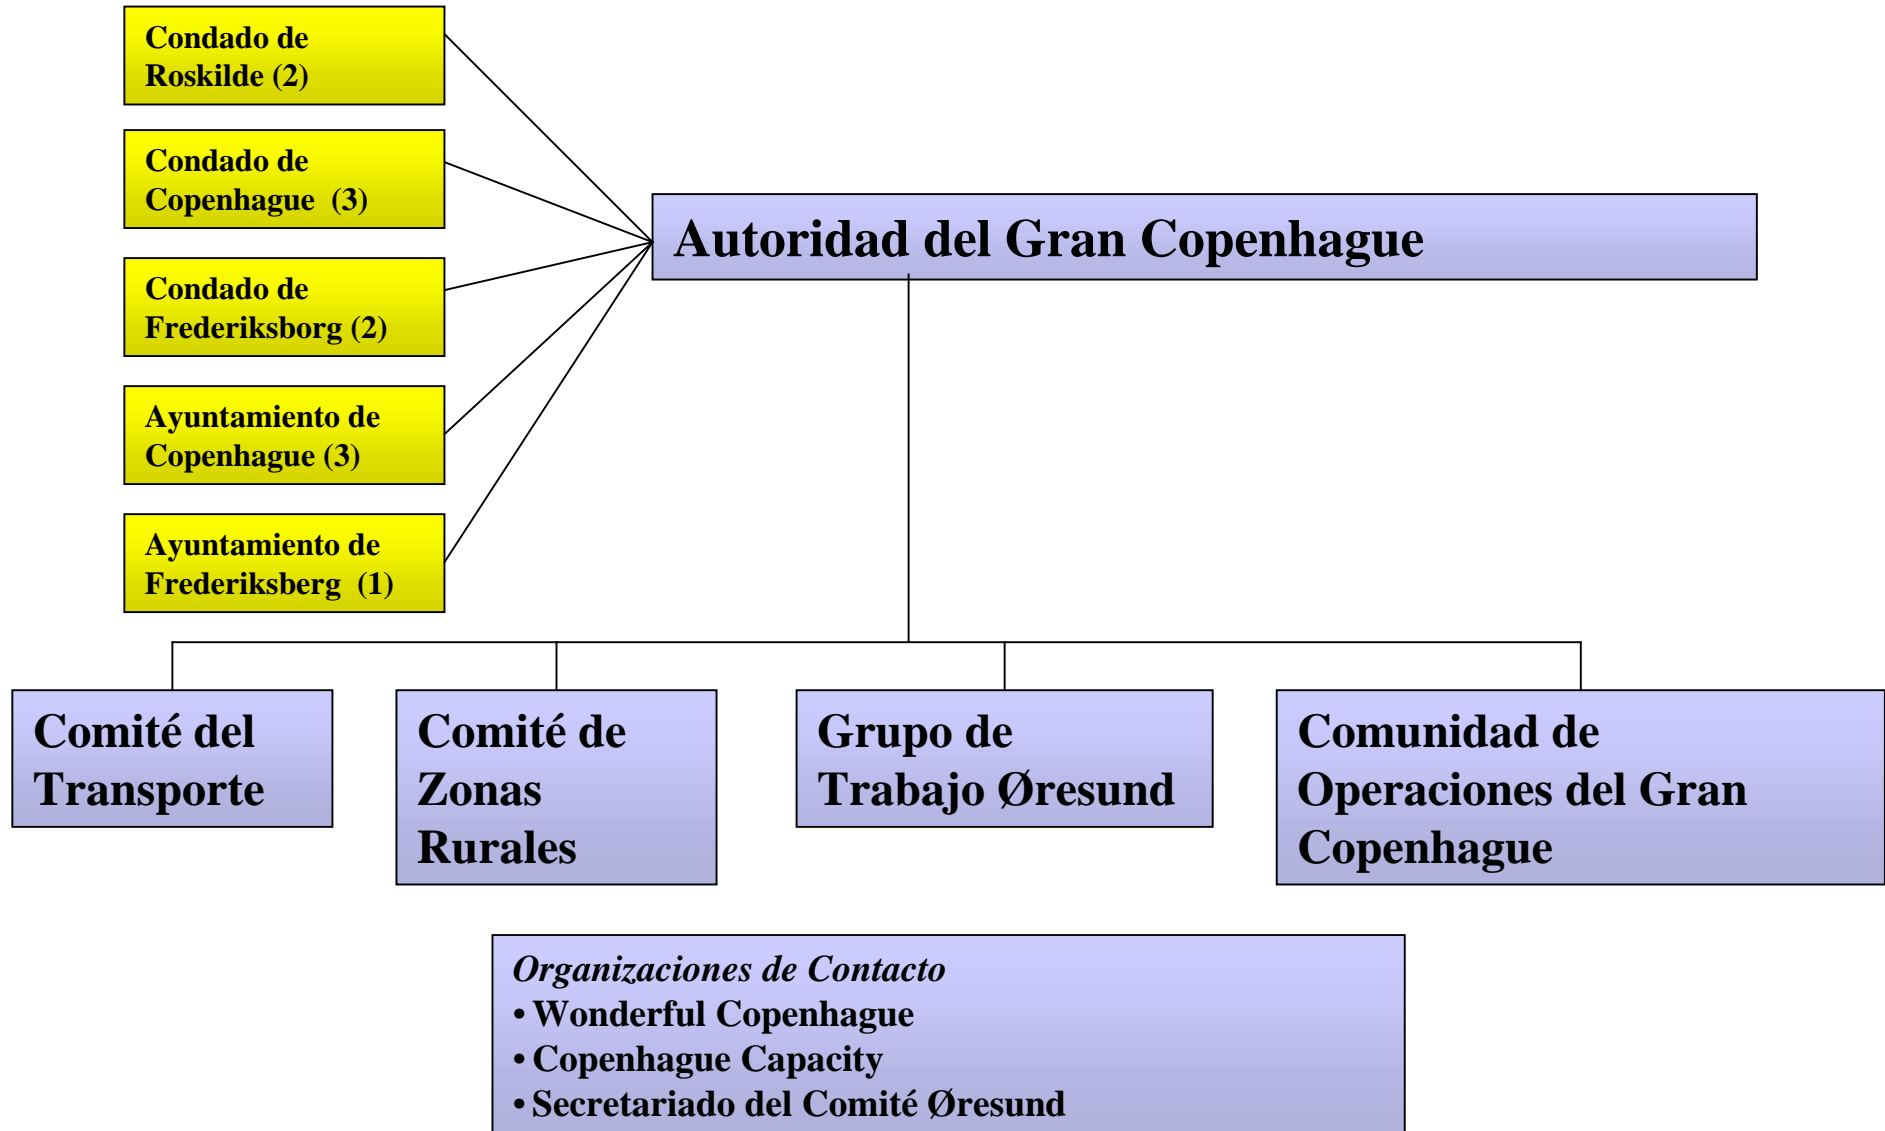 Condado de
Roskilde (2)
Condado de
Copenhague (3)
Condado de
Frederiksborg (2)
Ayuntamiento de
Copenhague (3)
Ayuntamiento de
Frederiksberg (1)
Autoridad del Gran Copenhague
Comité del
Transporte
Comité de
Zonas
Rurales
Grupo de
Trabajo Øresund
Comunidad de
Operaciones del Gran
Copenhague
Organizaciones de Contacto
• Wonderful Copenhague
• Copenhague Capacity
• Secretariado del Comité Øresund